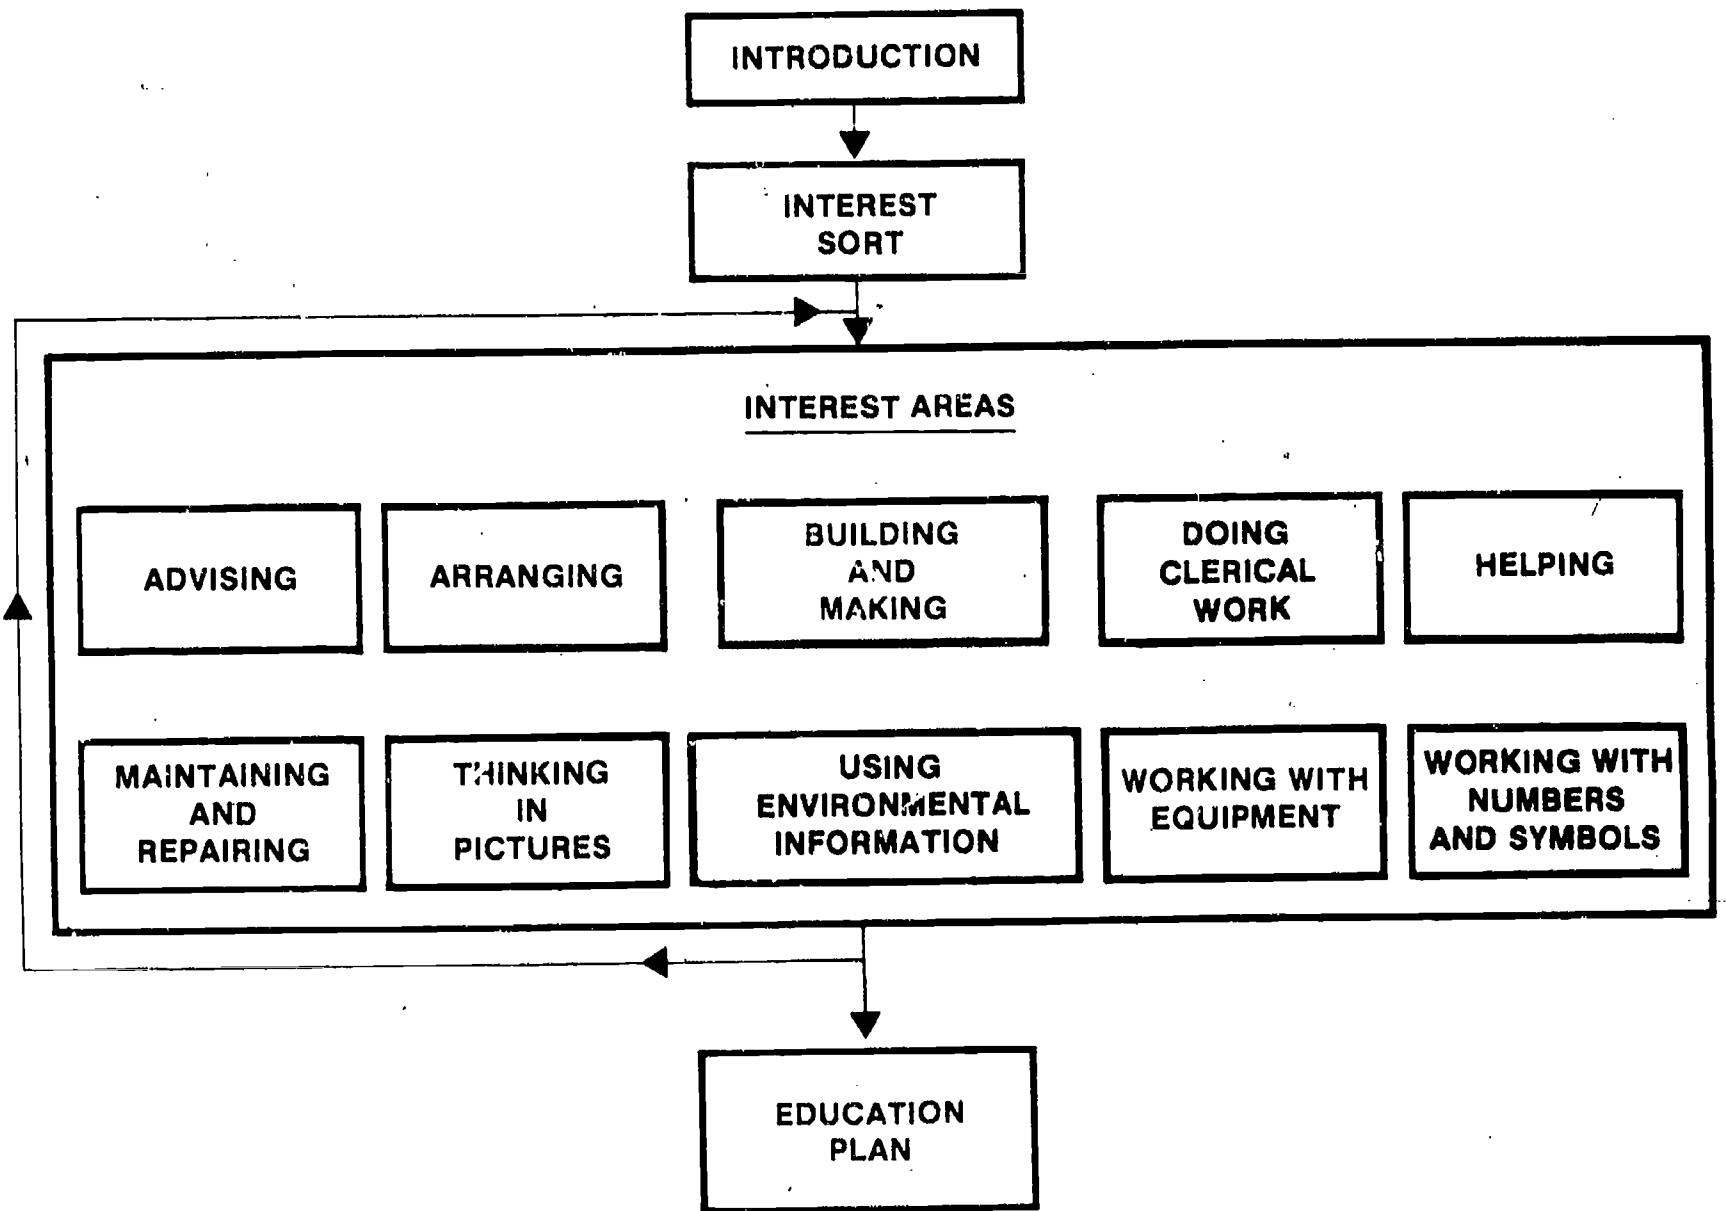 INTRODUCTION
INTEREST
SORT
INTEREST AREAS
ADVISING
ARRANGING
BUILDING
AND
MAKING
DOING
CLERICAL
WORK
HELPING
MAINTAINING
AND
REPAIRING
THINKING
IN
PICTURES
USING
ENVIRONMENTAL
INFORMATION
WORKING WITH
EQUIPMENT
WORKING WITH
NUMBERS
AND SYMBOLS
EDUCATION
PLAN